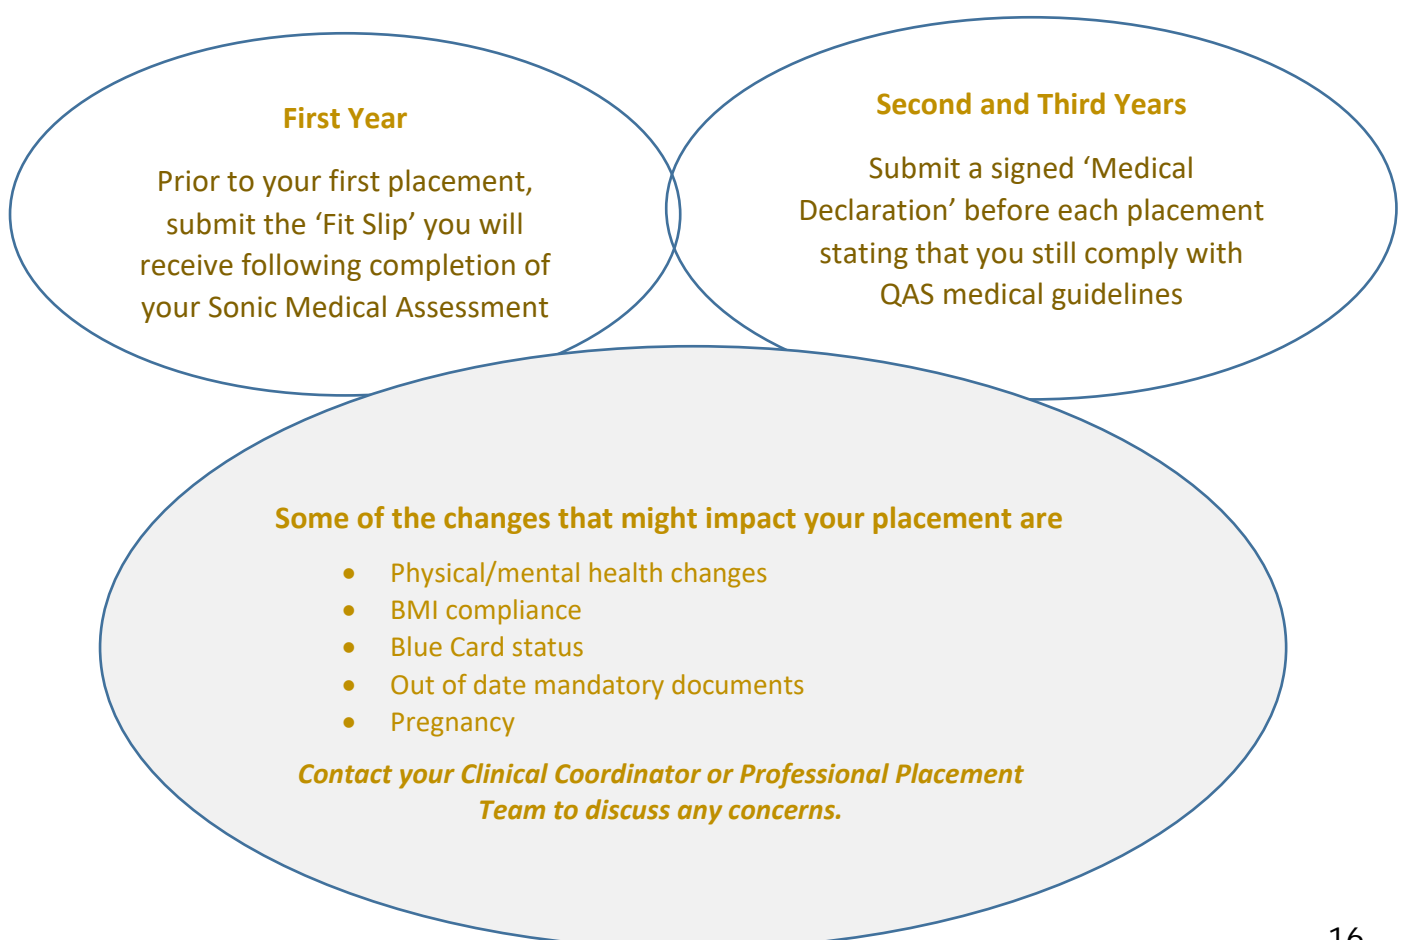 First Year
Prior to your first placement,
submit the ‘Fit Slip’ you will
receive following completion of
your Sonic Medical Assessment
Second and Third Years
Submit a signed ‘Medical
Declaration’ before each placement
stating that you still comply with
QAS medical guidelines
Some of the changes that might impact your placement are
• Physical/mental health changes
• BMI compliance
• Blue Card status
• Out of date mandatory documents
• Pregnancy
Contact your Clinical Coordinator or Professional Placement
Team to discuss any concerns.
16